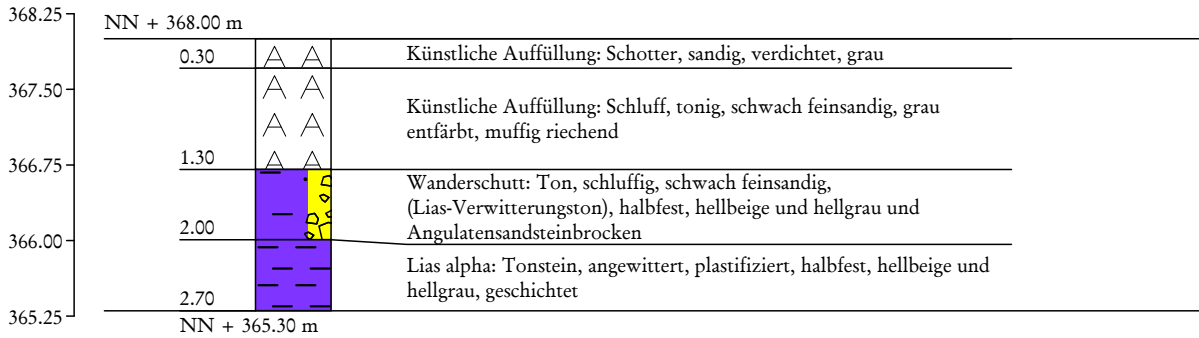 368.25
NN + 368.00 m
0.30
Künstliche Auffüllung: Schotter, sandig, verdichtet, grau
367.50
Künstliche Auffüllung: Schluff, tonig, schwach feinsandig, grau
entfärbt, muffig riechend
366.75
1.30
Wanderschutt: Ton, schluffig, schwach feinsandig,
(Lias-Verwitterungston), halbfest, hellbeige und hellgrau und
Angulatensandsteinbrocken
2.00
366.00
Lias alpha: Tonstein, angewittert, plastifiziert, halbfest, hellbeige und
hellgrau, geschichtet
2.70
365.25
NN + 365.30 m